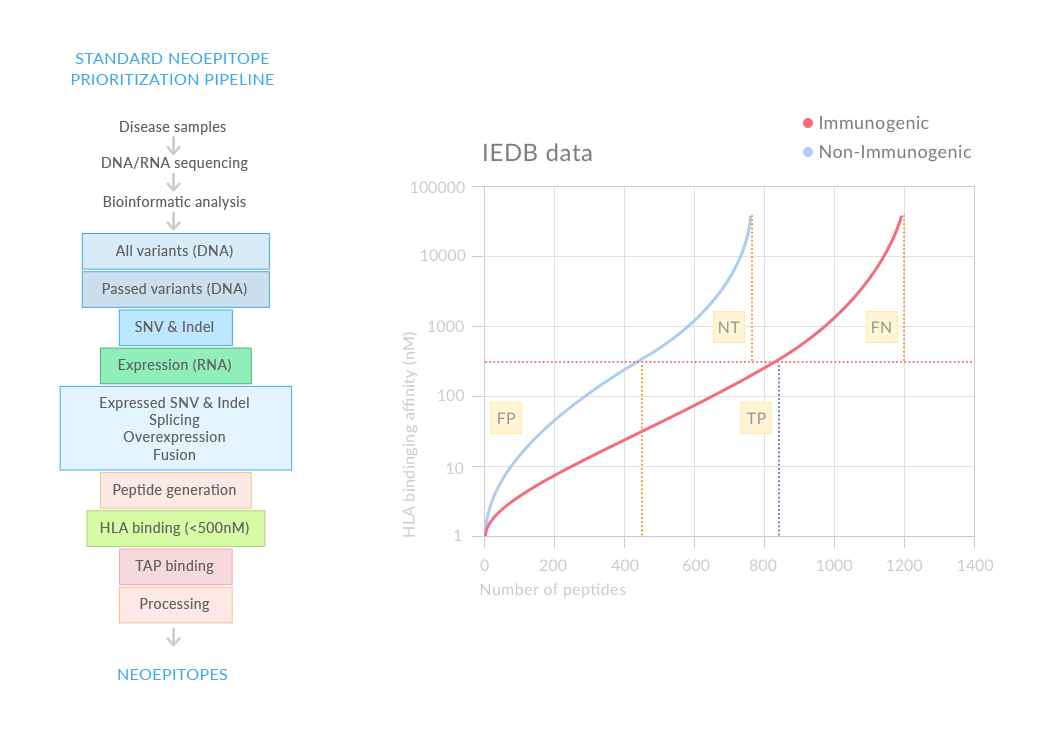 STANDARD NEOEPITOPE
PRIORITIZATION PIPELINE
Disease samples
DNA/RNA sequencing
Bioinformatic analysis
All variants (DNA)
Passed variants (DNA)
SNV & Indel
Expression (RNA)
Expressed SNV & Indel
Splicing
Overexpression
Fusion
Peptide generation
HLA binding (<500nM)
TAP binding
Processing
NEOEPITOPES
IEDB data
Immunogenic
Non-Immunogenic
HLA bindinging affinity (nM)
100000
10000
1000
100
10
1
NT
FN
FP
TP
0
200
400
600
800
1000
1200
1400
Number of peptides